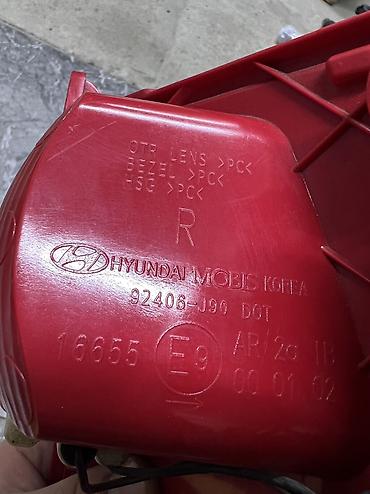 OTR LENS >PC<
BEZEL >PC<
HSG >PC<
R
HYUNDAI MOBIS KOREA
92406-J90 DOT
16655 E9 AR 2a IB
00 01 02